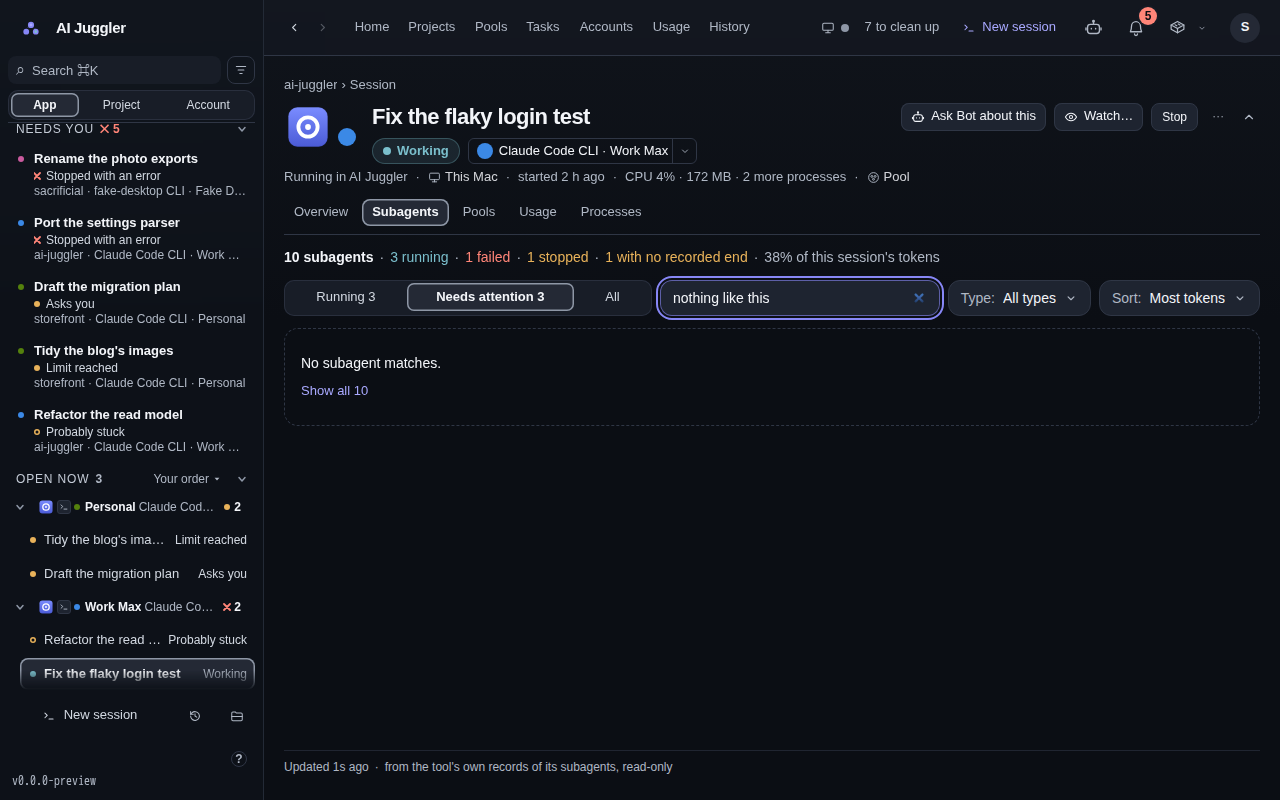 AI Juggler
Search ⌘K
App Project Account
NEEDS YOU 5
Rename the photo exports
Stopped with an error
sacrificial · fake-desktop CLI · Fake D…
Port the settings parser
Stopped with an error
ai-juggler · Claude Code CLI · Work …
Draft the migration plan
Asks you
storefront · Claude Code CLI · Personal
Tidy the blog's images
Limit reached
storefront · Claude Code CLI · Personal
Refactor the read model
Probably stuck
ai-juggler · Claude Code CLI · Work …
OPEN NOW 3 Your order
Personal Claude Cod… 2
Tidy the blog's ima… Limit reached
Draft the migration plan Asks you
Work Max Claude Co… 2
Refactor the read … Probably stuck
Fix the flaky login test Working
New session
?
v0.0.0-preview
Home Projects Pools Tasks Accounts Usage History 7 to clean up New session 5 S
ai-juggler › Session
Fix the flaky login test
Ask Bot about this Watch… Stop ···
Working Claude Code CLI · Work Max
Running in AI Juggler · This Mac · started 2 h ago · CPU 4% · 172 MB · 2 more processes · Pool
Overview Subagents Pools Usage Processes
10 subagents · 3 running · 1 failed · 1 stopped · 1 with no recorded end · 38% of this session's tokens
Running 3 Needs attention 3 All nothing like this Type: All types Sort: Most tokens
No subagent matches.
Show all 10
Updated 1s ago · from the tool's own records of its subagents, read-only